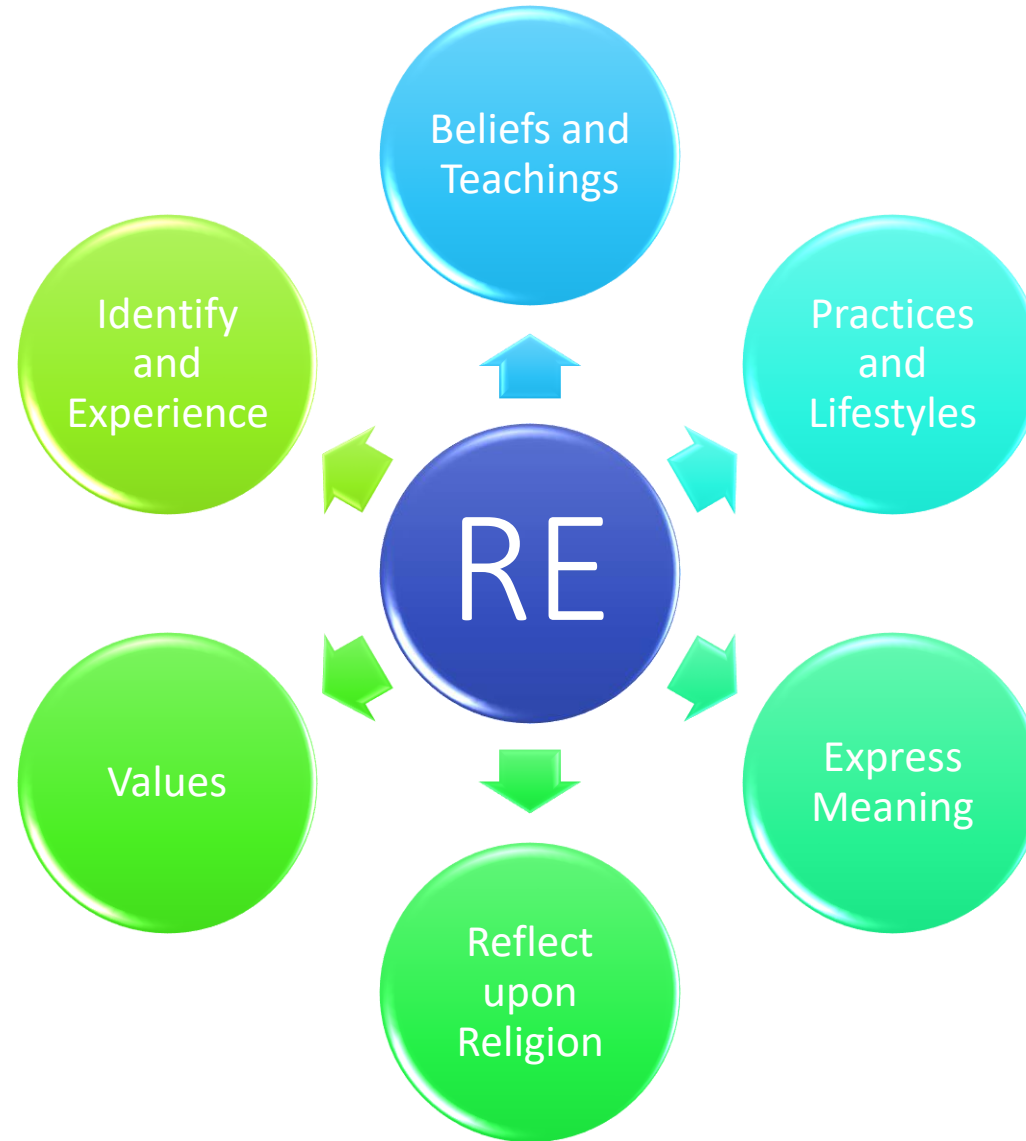 Beliefs and
Teachings
Practices
and
Lifestyles
Express
Meaning
Reflect
upon
Religion
Values
Identify
and
Experience
RE